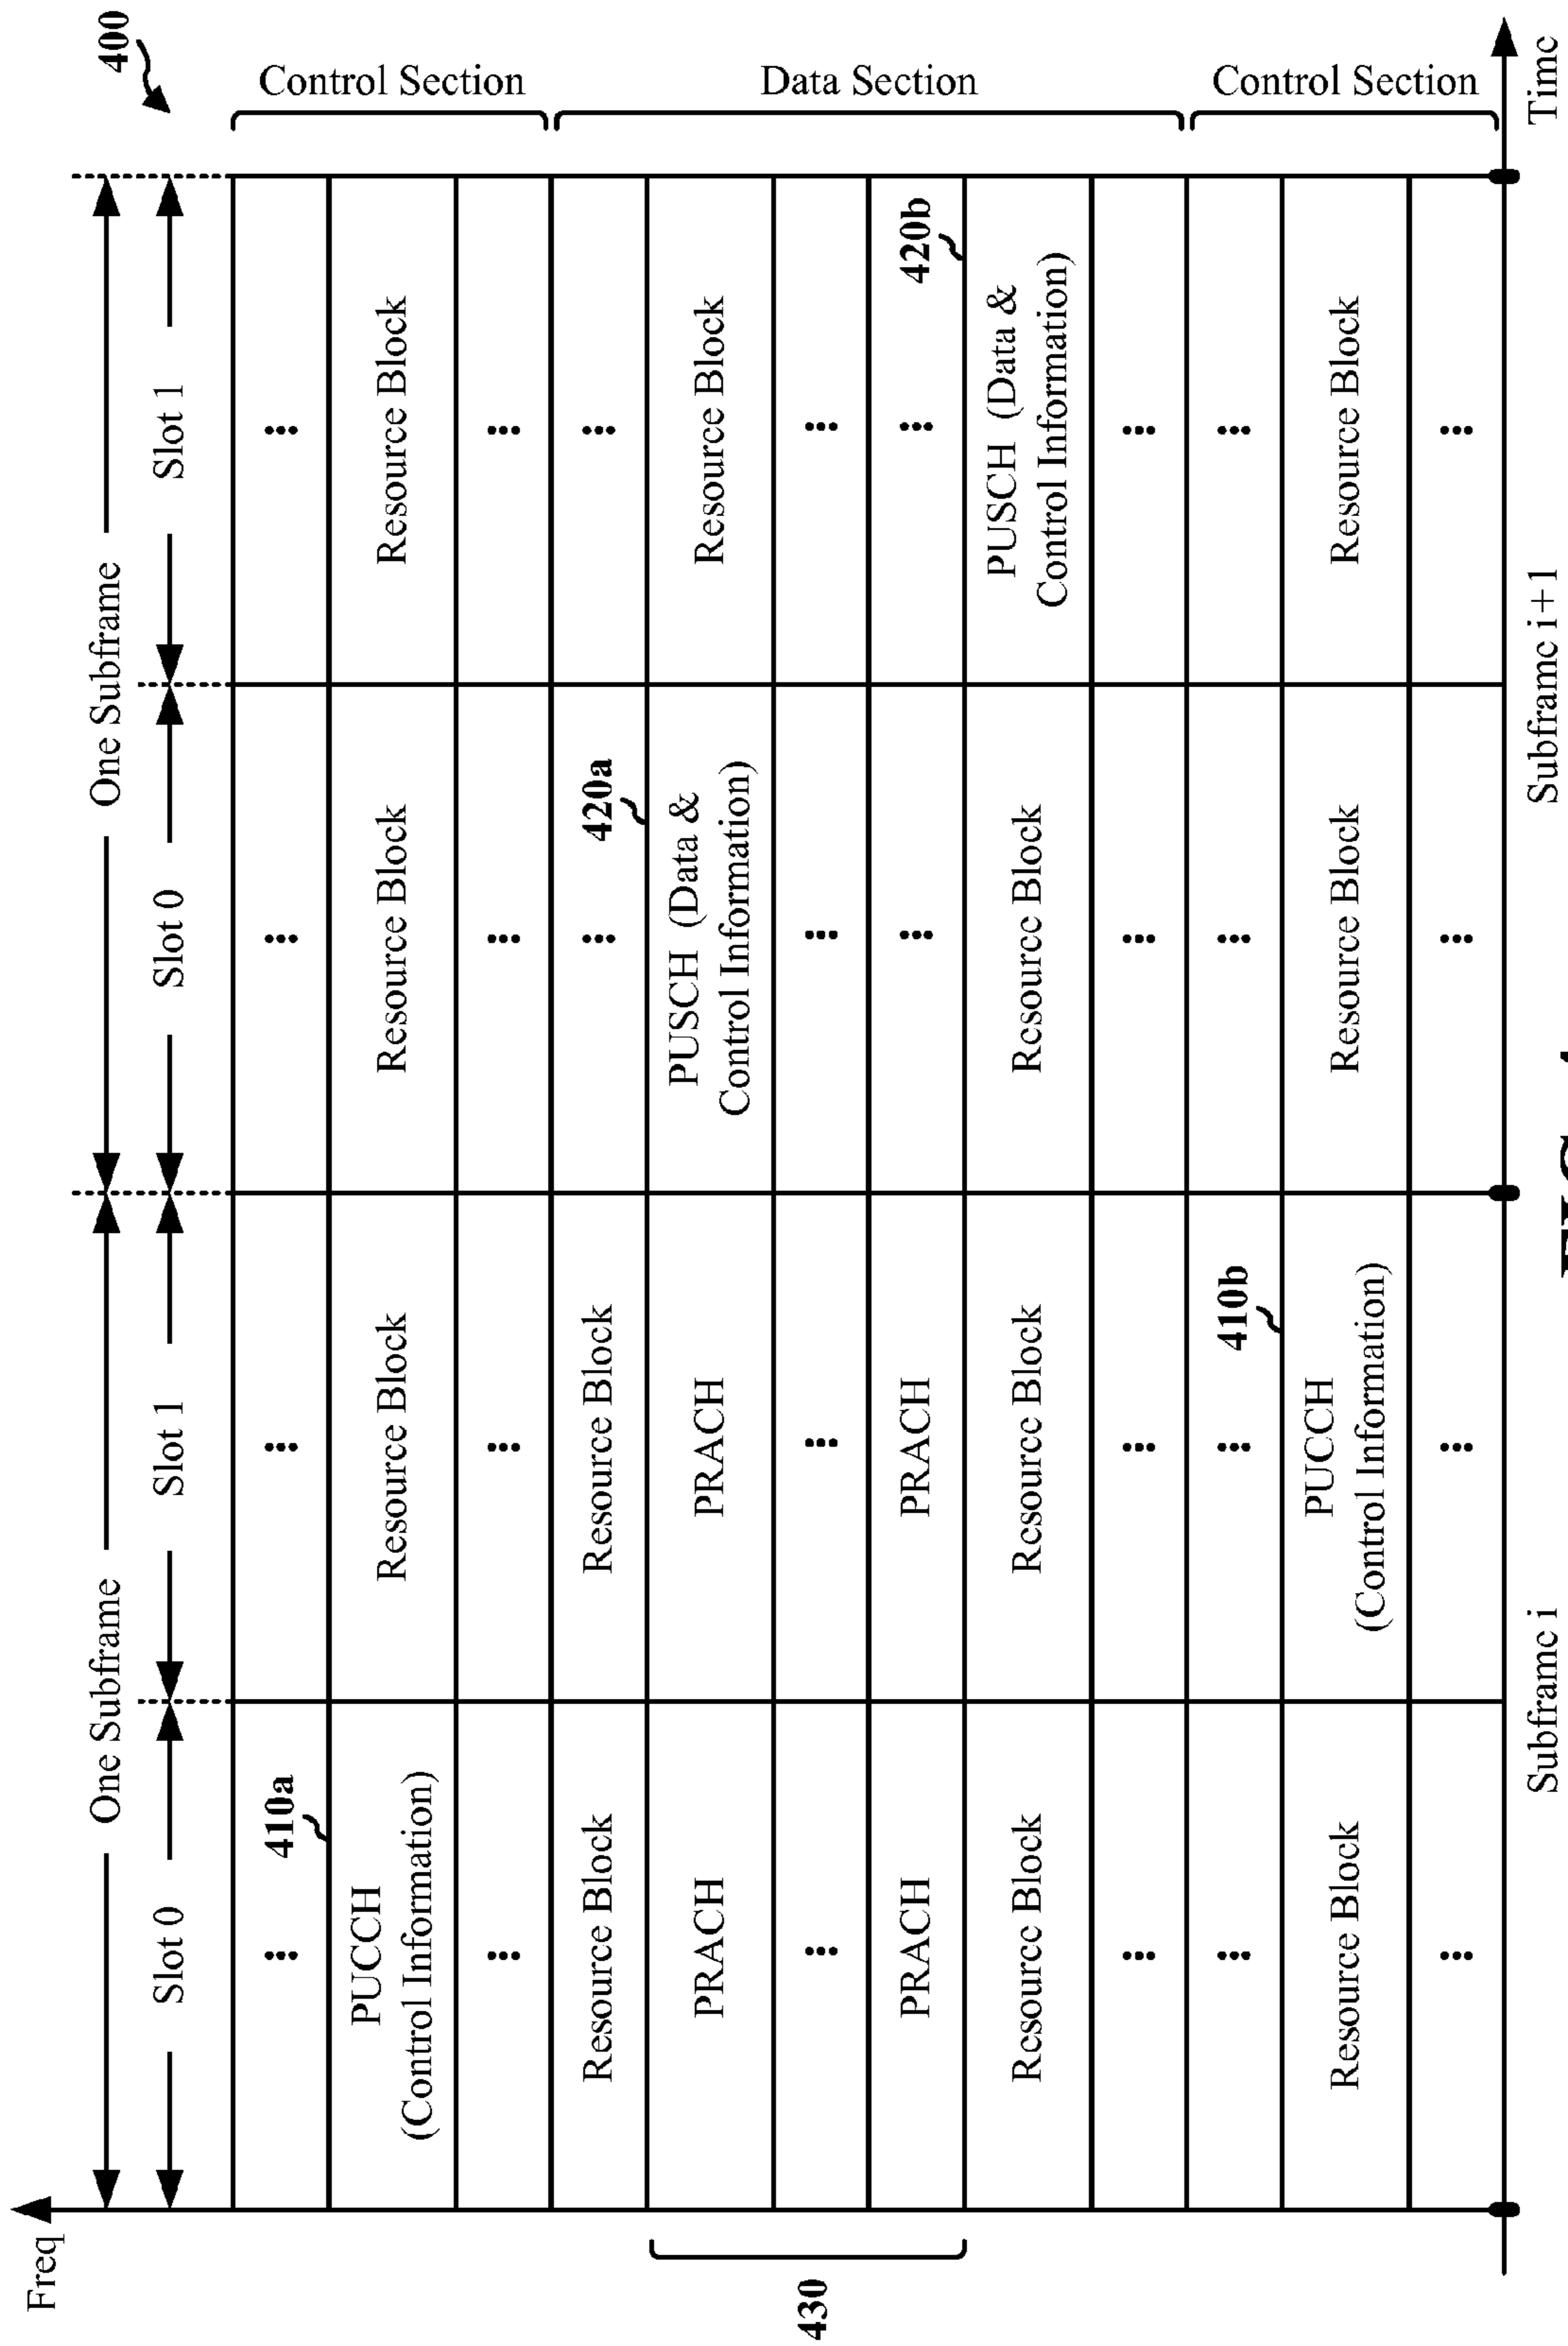 400
One Subframe One Subframe
Slot 0 Slot 1 Slot 0 Slot 1
Freq
Control Section
410a
... ... ... ...
PUCCH
(Control Information)
Resource Block Resource Block Resource Block
... ... ... ...
Data Section
420a
Resource Block Resource Block ... ...
PRACH PRACH
PUSCH (Data &
Control Information)
Resource Block
430
... ... ... ...
420b
PRACH PRACH ... ...
Resource Block Resource Block Resource Block
PUSCH (Data &
Control Information)
... ... ... ...
Control Section
410b
... ... ... ...
Resource Block
PUCCH
(Control Information)
Resource Block Resource Block
... ... ... ...
Subframe i Subframe i+1 Time